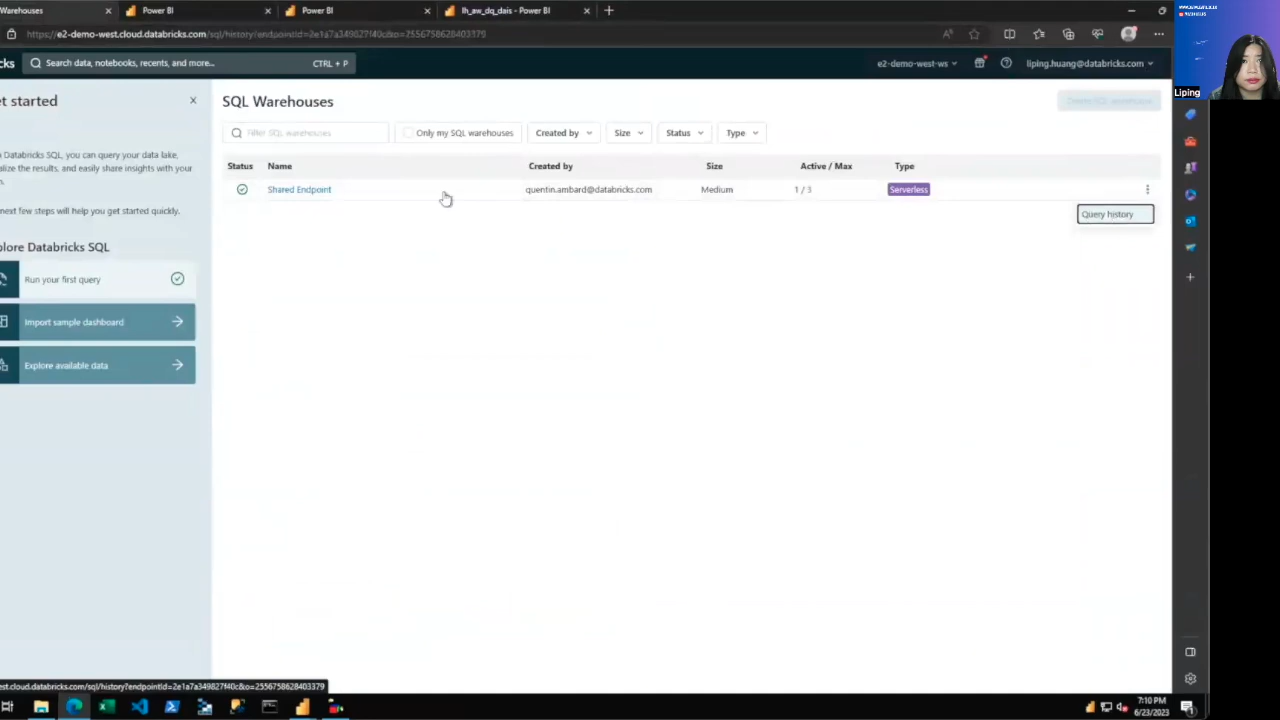 Warehouses
Power BI
Power BI
lh_aw_dq_dais - Power BI
https://e2-demo-west.cloud.databricks.com/sql/history?endpointId=2e1a7a349827f40c&o=2556758628403379
cks
Search data, notebooks, recents, and more...
CTRL + P
e2-demo-west-ws
liping.huang@databricks.com
Liping
et started
SQL Warehouses
Filter SQL warehouses
Only my SQL warehouses
Created by
Size
Status
Type
Databricks SQL, you can query your data lake,
alize the results, and easily share insights with your
s.
next few steps will help you get started quickly.
Status
Name
Created by
Size
Active / Max
Type
Shared Endpoint
quentin.ambard@databricks.com
Medium
1 / 3
Serverless
Query history
plore Databricks SQL
Run your first query
Import sample dashboard
Explore available data
est.cloud.databricks.com/sql/history?endpointId=2e1a7a349827f40c&o=2556758628403379
7:10 PM
6/23/2023